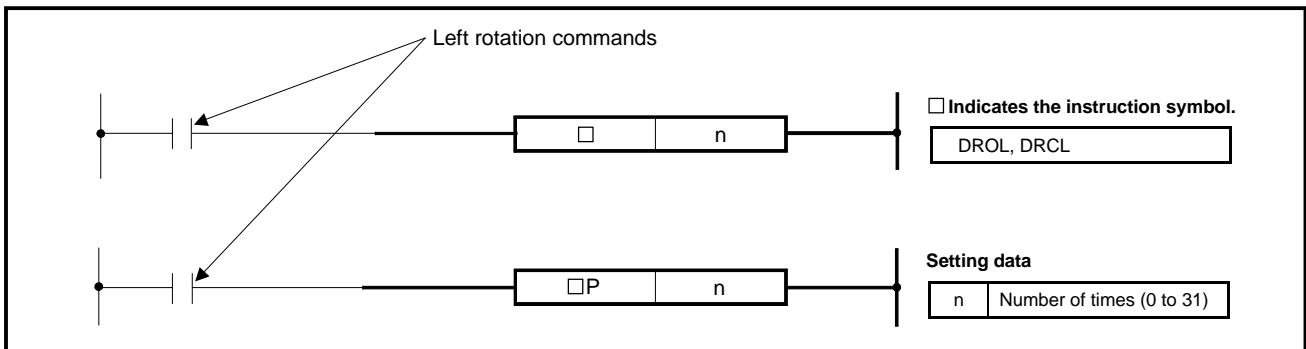 Left rotation commands
□ n
□ Indicates the instruction symbol.
DROL, DRCL
□P n
Setting data
n Number of times (0 to 31)